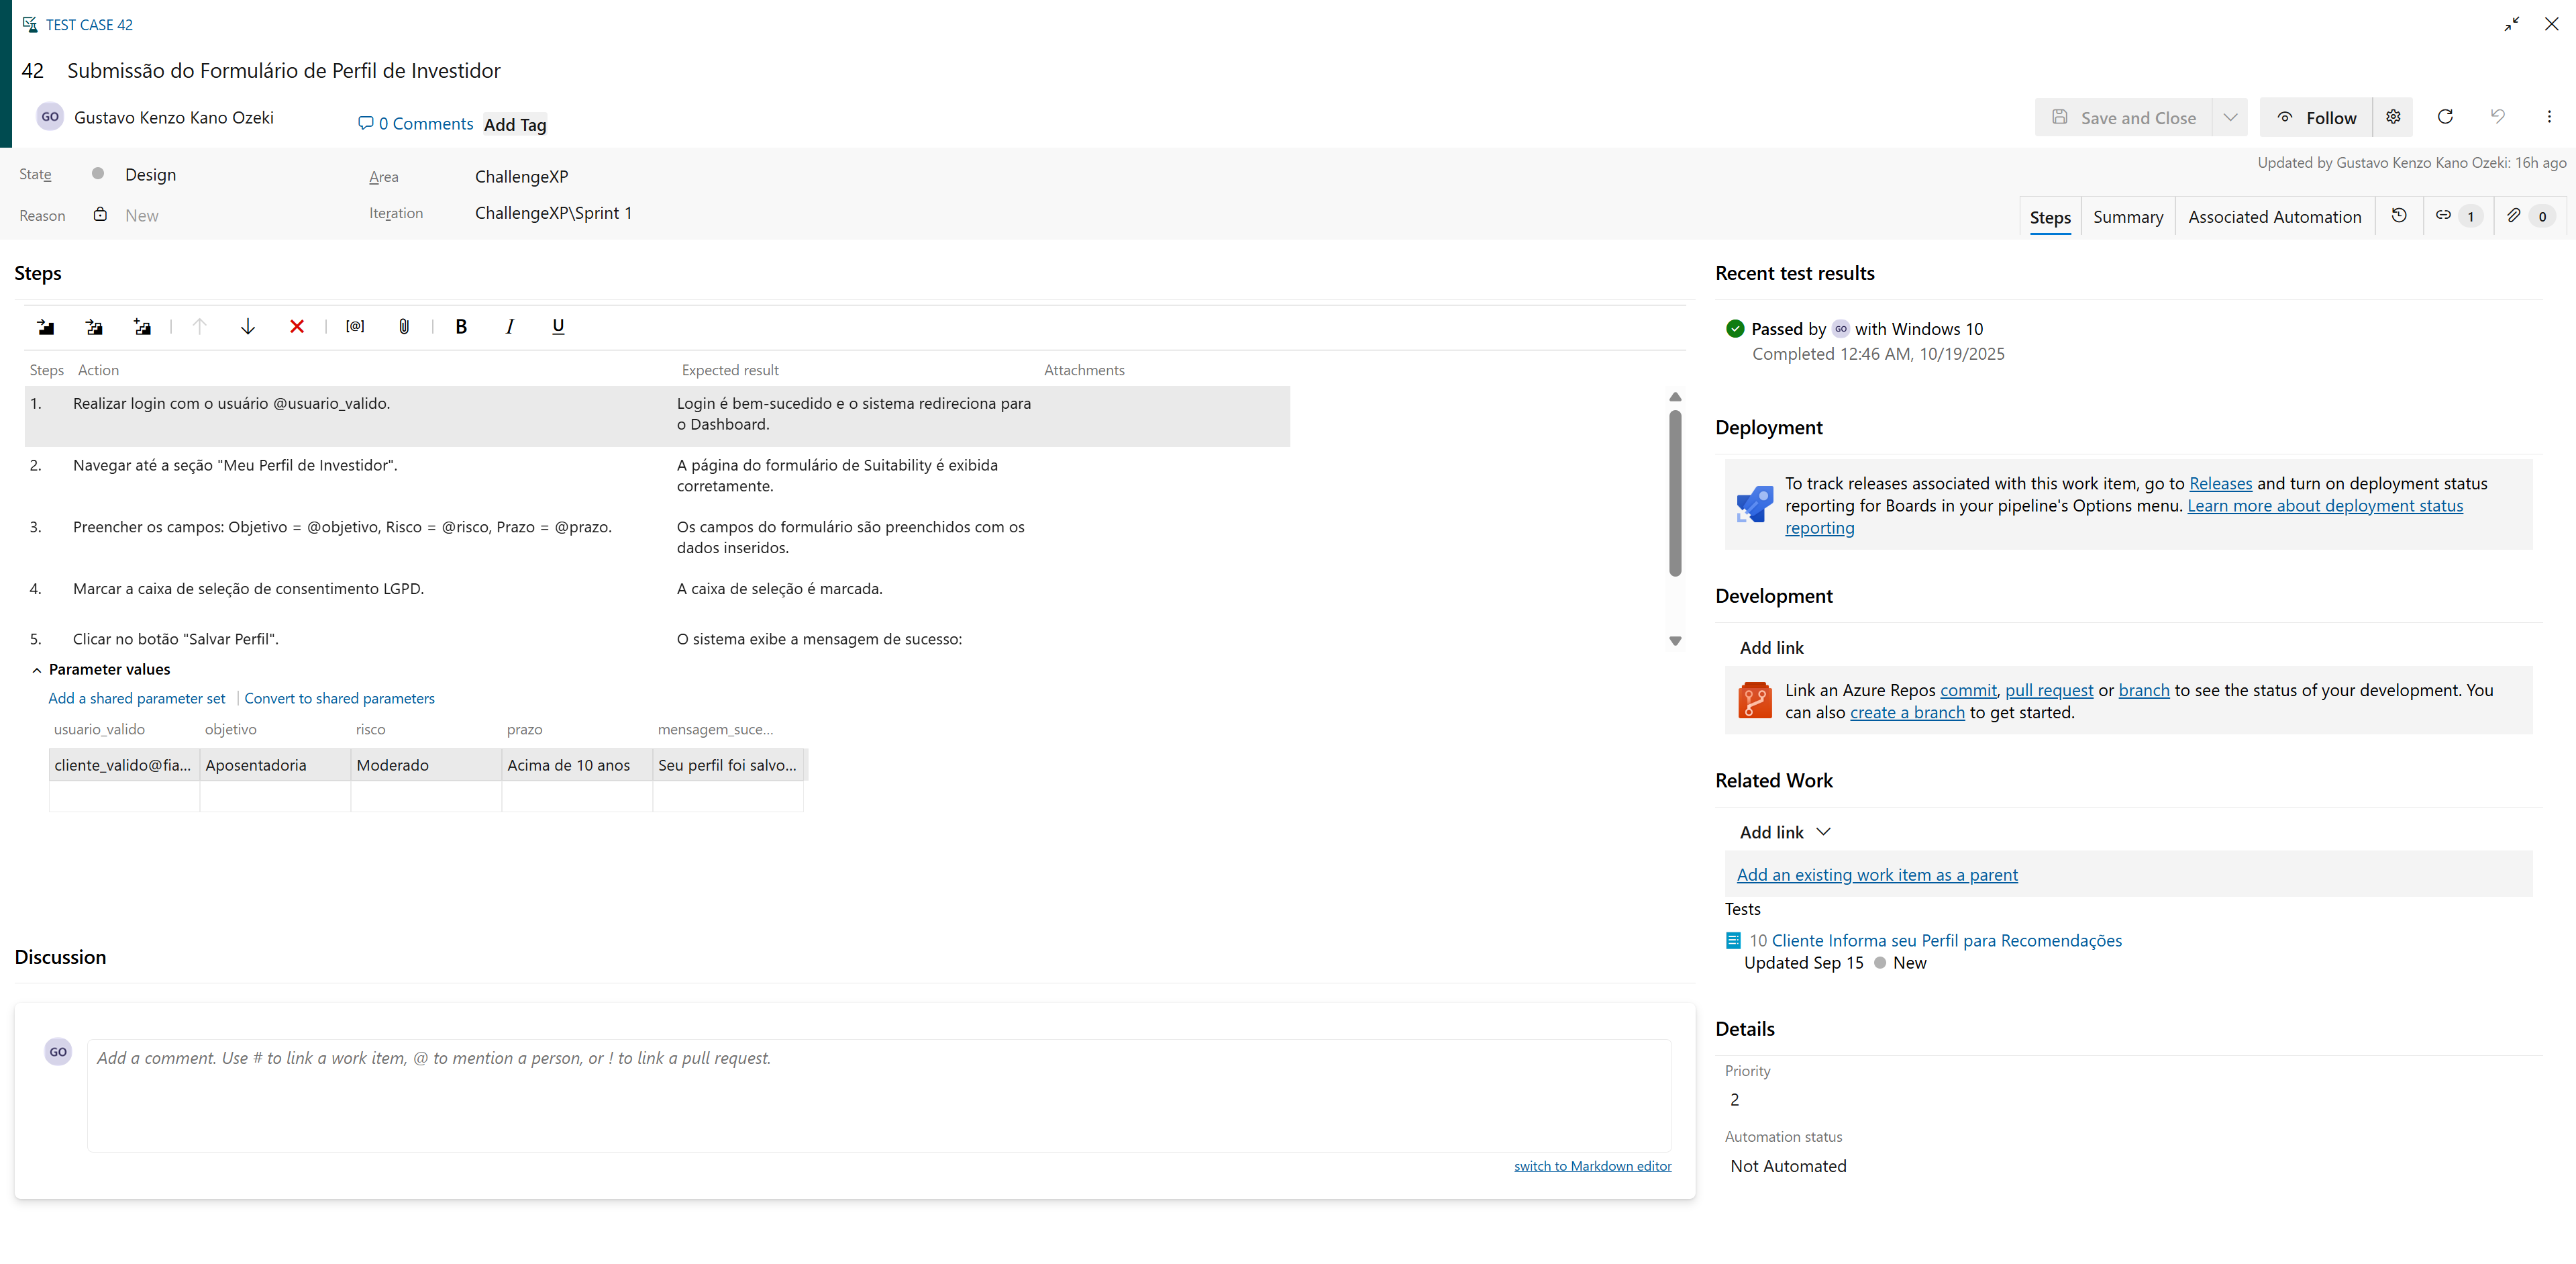 TEST CASE 42
42 Submissão do Formulário de Perfil de Investidor
GO Gustavo Kenzo Kano Ozeki
0 Comments Add Tag
Save and Close
Follow
State Design
Area ChallengeXP
Updated by Gustavo Kenzo Kano Ozeki: 16h ago
Reason New
Iteration ChallengeXP\Sprint 1
Steps Summary Associated Automation 1 0
Steps
[@] B I U
Steps Action Expected result Attachments
1. Realizar login com o usuário @usuario_valido.
Login é bem-sucedido e o sistema redireciona para
o Dashboard.
2. Navegar até a seção "Meu Perfil de Investidor".
A página do formulário de Suitability é exibida
corretamente.
3. Preencher os campos: Objetivo = @objetivo, Risco = @risco, Prazo = @prazo.
Os campos do formulário são preenchidos com os
dados inseridos.
4. Marcar a caixa de seleção de consentimento LGPD.
A caixa de seleção é marcada.
5. Clicar no botão "Salvar Perfil".
O sistema exibe a mensagem de sucesso:
Parameter values
Add a shared parameter set | Convert to shared parameters
usuario_valido objetivo risco prazo mensagem_suce...
cliente_valido@fia... Aposentadoria Moderado Acima de 10 anos Seu perfil foi salvo...
Discussion
GO
Add a comment. Use # to link a work item, @ to mention a person, or ! to link a pull request.
switch to Markdown editor
Recent test results
Passed by GO with Windows 10
Completed 12:46 AM, 10/19/2025
Deployment
To track releases associated with this work item, go to Releases and turn on deployment status
reporting for Boards in your pipeline's Options menu. Learn more about deployment status
reporting
Development
Add link
Link an Azure Repos commit, pull request or branch to see the status of your development. You
can also create a branch to get started.
Related Work
Add link
Add an existing work item as a parent
Tests
10 Cliente Informa seu Perfil para Recomendações
Updated Sep 15 New
Details
Priority
2
Automation status
Not Automated